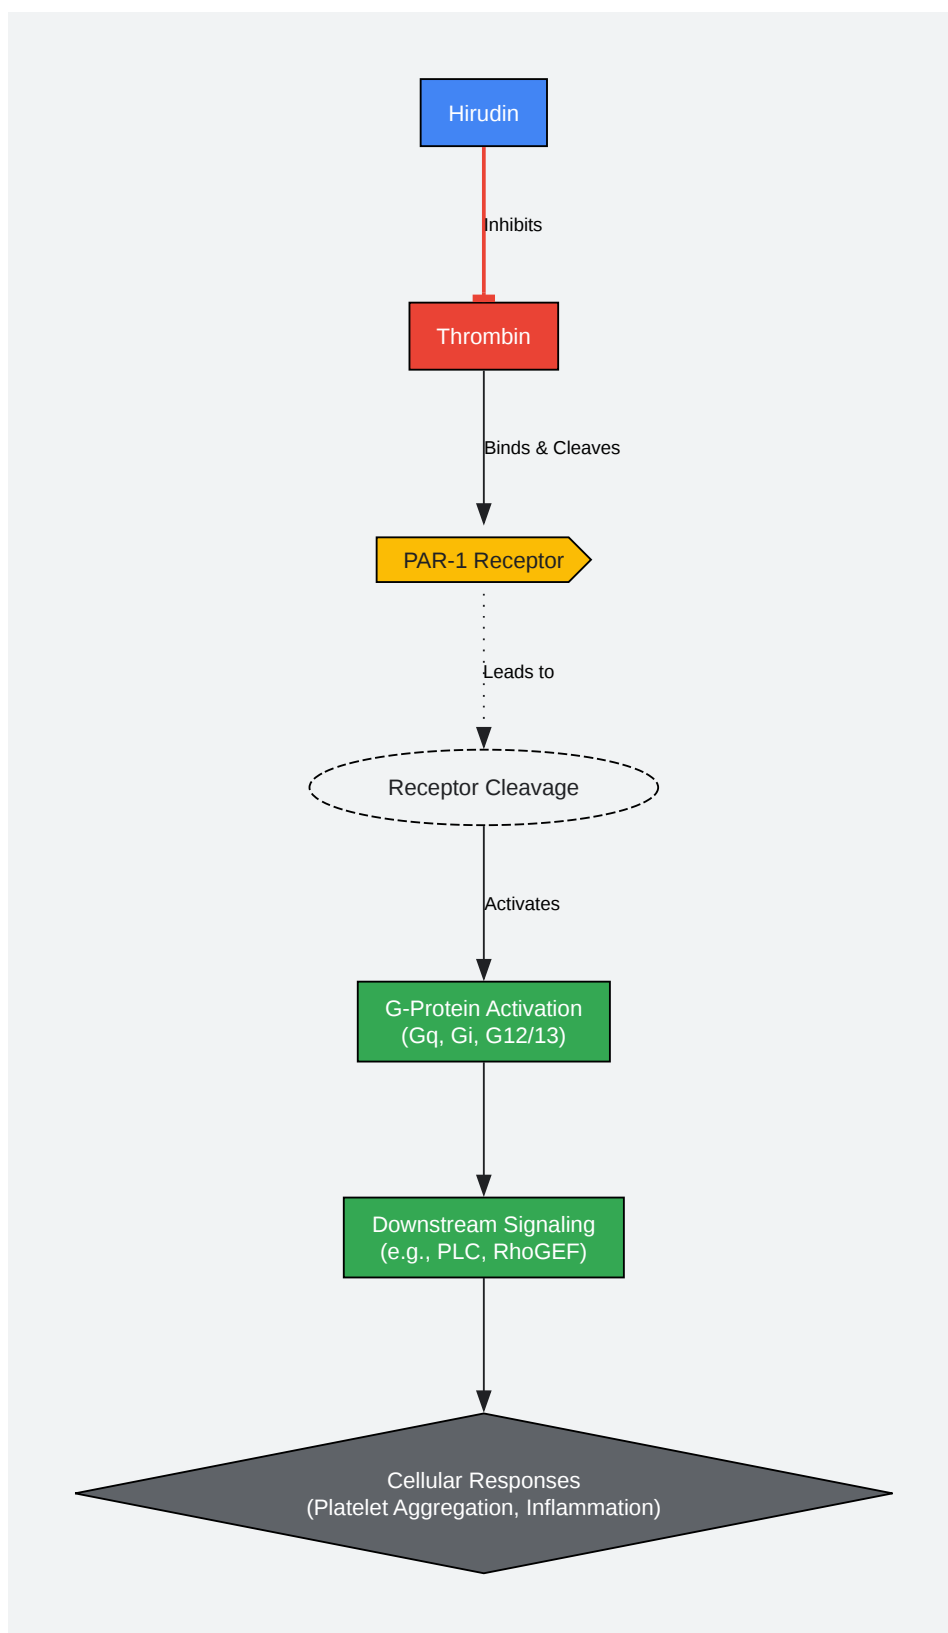 Hirudin
Inhibits
Thrombin
Binds & Cleaves
PAR-1 Receptor
Leads to
Receptor Cleavage
Activates
G-Protein Activation
(Gq, Gi, G12/13)
Downstream Signaling
(e.g., PLC, RhoGEF)
Cellular Responses
(Platelet Aggregation, Inflammation)